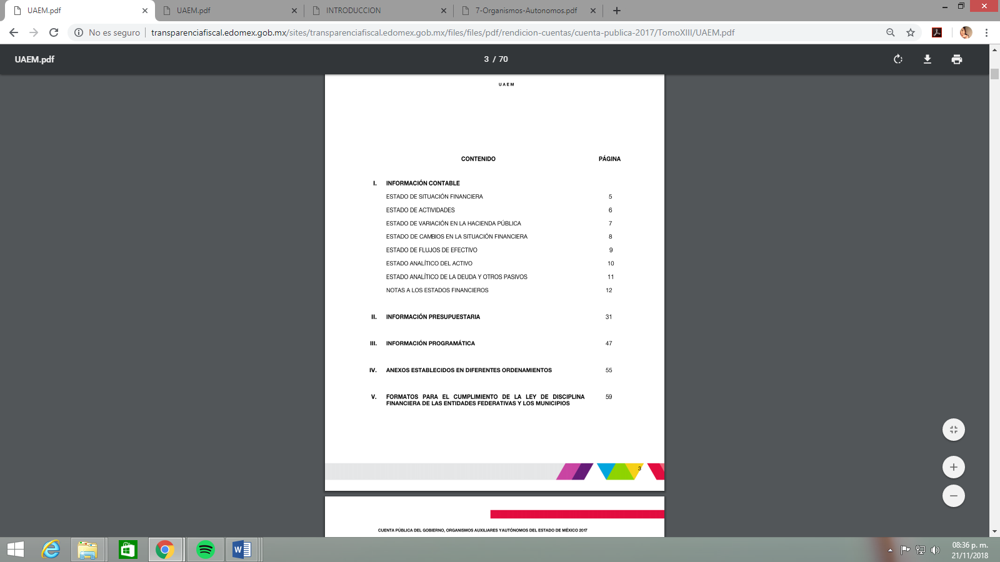 UAEM.pdf
UAEM.pdf
INTRODUCCION
7-Organismos-Autonomos.pdf
No es seguro
transparenciafiscal.edomex.gob.mx/sites/transparenciafiscal.edomex.gob.mx/files/files/pdf/rendicion-cuentas/cuenta-publica-2017/TomoXIII/UAEM.pdf
UAEM.pdf
3 / 70
UAEM
CONTENIDO PÁGINA
I. INFORMACIÓN CONTABLE
ESTADO DE SITUACIÓN FINANCIERA 5
ESTADO DE ACTIVIDADES 6
ESTADO DE VARIACIÓN EN LA HACIENDA PÚBLICA 7
ESTADO DE CAMBIOS EN LA SITUACIÓN FINANCIERA 8
ESTADO DE FLUJOS DE EFECTIVO 9
ESTADO ANALÍTICO DEL ACTIVO 10
ESTADO ANALÍTICO DE LA DEUDA Y OTROS PASIVOS 11
NOTAS A LOS ESTADOS FINANCIEROS 12
II. INFORMACIÓN PRESUPUESTARIA 31
III. INFORMACIÓN PROGRAMÁTICA 47
IV. ANEXOS ESTABLECIDOS EN DIFERENTES ORDENAMIENTOS 55
V. FORMATOS PARA EL CUMPLIMIENTO DE LA LEY DE DISCIPLINA 59
FINANCIERA DE LAS ENTIDADES FEDERATIVAS Y LOS MUNICIPIOS
3
CUENTA PÚBLICA DEL GOBIERNO, ORGANISMOS AUXILIARES Y AUTÓNOMOS DEL ESTADO DE MÉXICO 2017
08:36 p. m.
21/11/2018